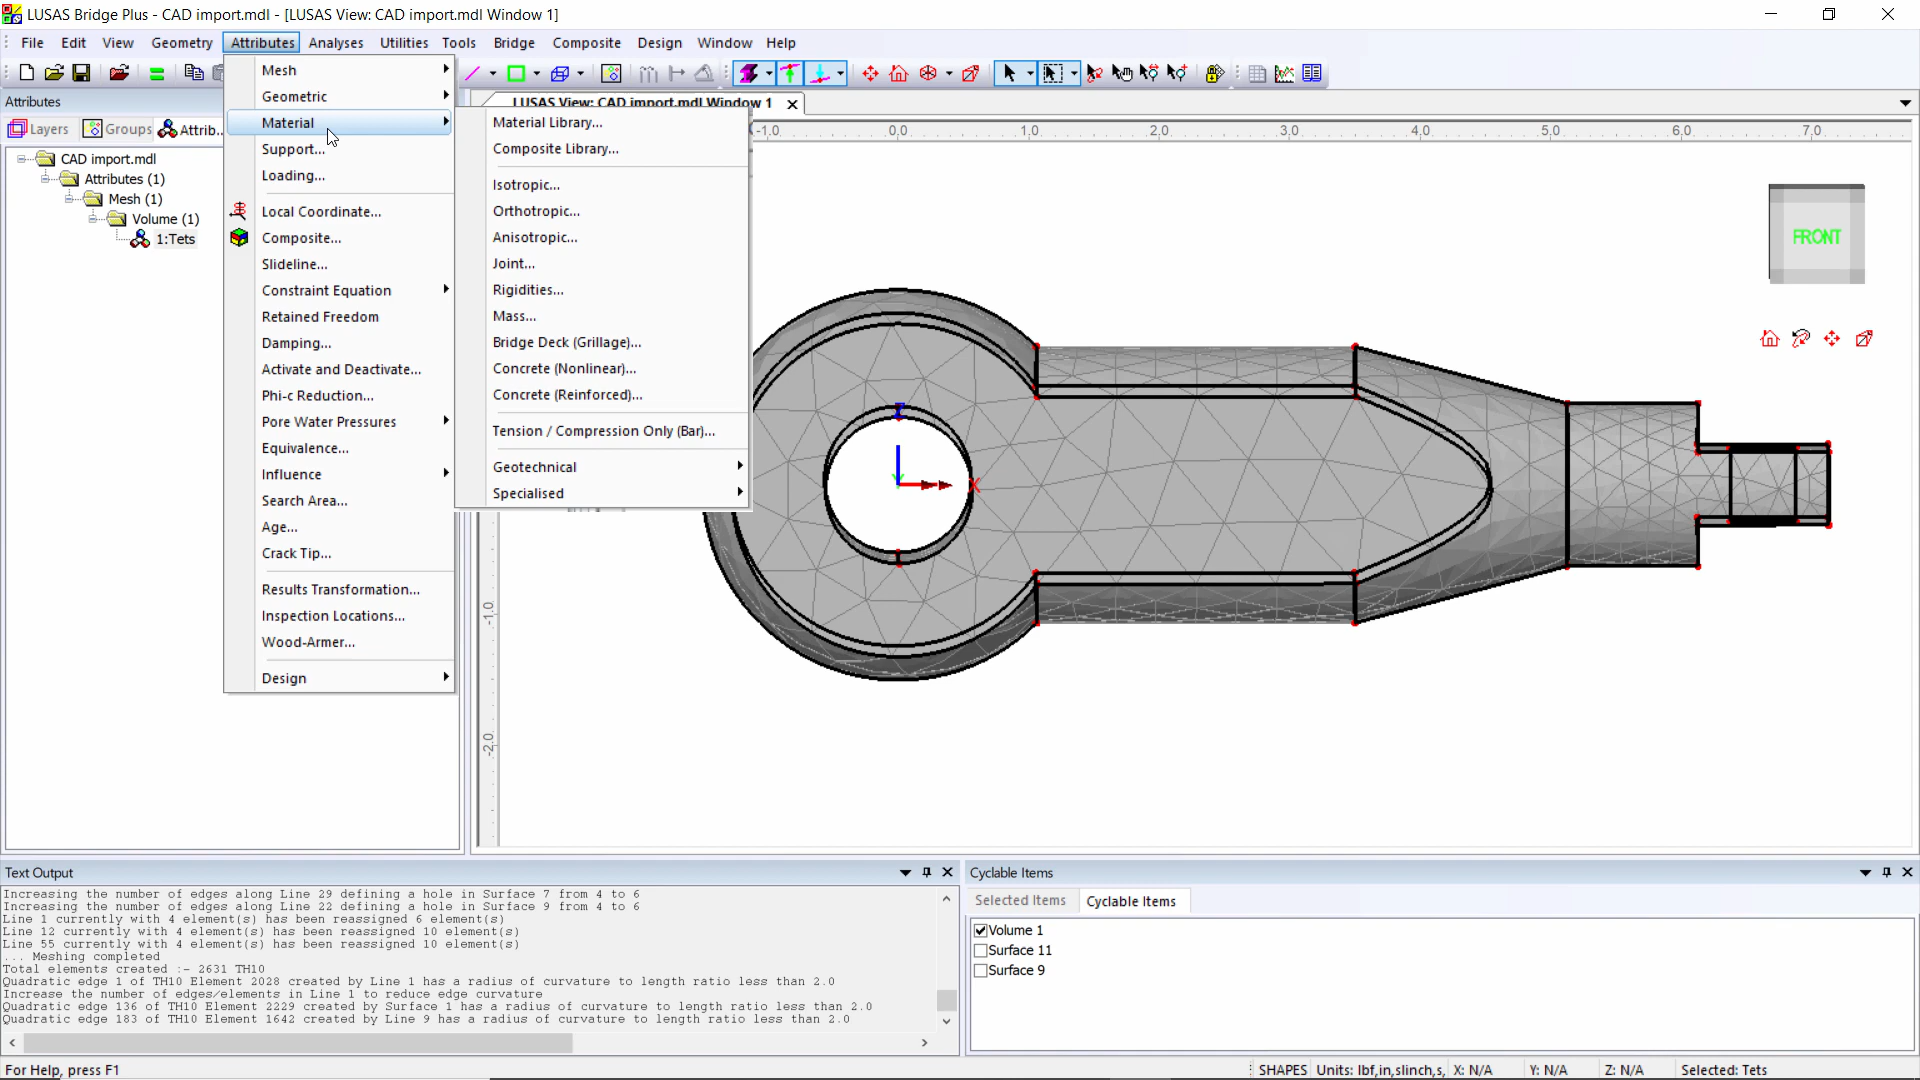 LUSAS Bridge Plus - CAD import.mdl - [LUSAS View: CAD import.mdl Window 1]
File Edit View Geometry Attributes Analyses Utilities Tools Bridge Composite Design Window Help
Attributes
Layers Groups Attrib...
CAD import.mdl
Attributes (1)
Mesh (1)
Volume (1)
1:Tets
Mesh
Geometric
Material
Support...
Loading...
Local Coordinate...
Composite...
Slideline...
Constraint Equation
Retained Freedom
Damping...
Activate and Deactivate...
Phi-c Reduction...
Pore Water Pressures
Equivalence...
Influence
Search Area...
Age...
Crack Tip...
Results Transformation...
Inspection Locations...
Wood-Armer...
Design
Material Library...
Composite Library...
Isotropic...
Orthotropic...
Anisotropic...
Joint...
Rigidities...
Mass...
Bridge Deck (Grillage)...
Concrete (Nonlinear)...
Concrete (Reinforced)...
Tension / Compression Only (Bar)...
Geotechnical
Specialised
LUSAS View: CAD import.mdl Window 1
-1.0 0.0 1.0 2.0 3.0 4.0 5.0 6.0 7.0
-1.0
-2.0
FRONT
Z
Y
X
Text Output
Increasing the number of edges along Line 29 defining a hole in Surface 7 from 4 to 6
Increasing the number of edges along Line 22 defining a hole in Surface 9 from 4 to 6
Line 1 currently with 4 element(s) has been reassigned 6 element(s)
Line 12 currently with 4 element(s) has been reassigned 10 element(s)
Line 55 currently with 4 element(s) has been reassigned 10 element(s)
... Meshing completed
Total elements created :- 2631 TH10
Quadratic edge 1 of TH10 Element 2028 created by Line 1 has a radius of curvature to length ratio less than 2.0
Increase the number of edges/elements in Line 1 to reduce edge curvature
Quadratic edge 136 of TH10 Element 2229 created by Surface 1 has a radius of curvature to length ratio less than 2.0
Quadratic edge 183 of TH10 Element 1642 created by Line 9 has a radius of curvature to length ratio less than 2.0
Cyclable Items
Selected Items Cyclable Items
Volume 1
Surface 11
Surface 9
For Help, press F1
SHAPES Units: lbf,in,slinch,s, X: N/A Y: N/A Z: N/A Selected: Tets